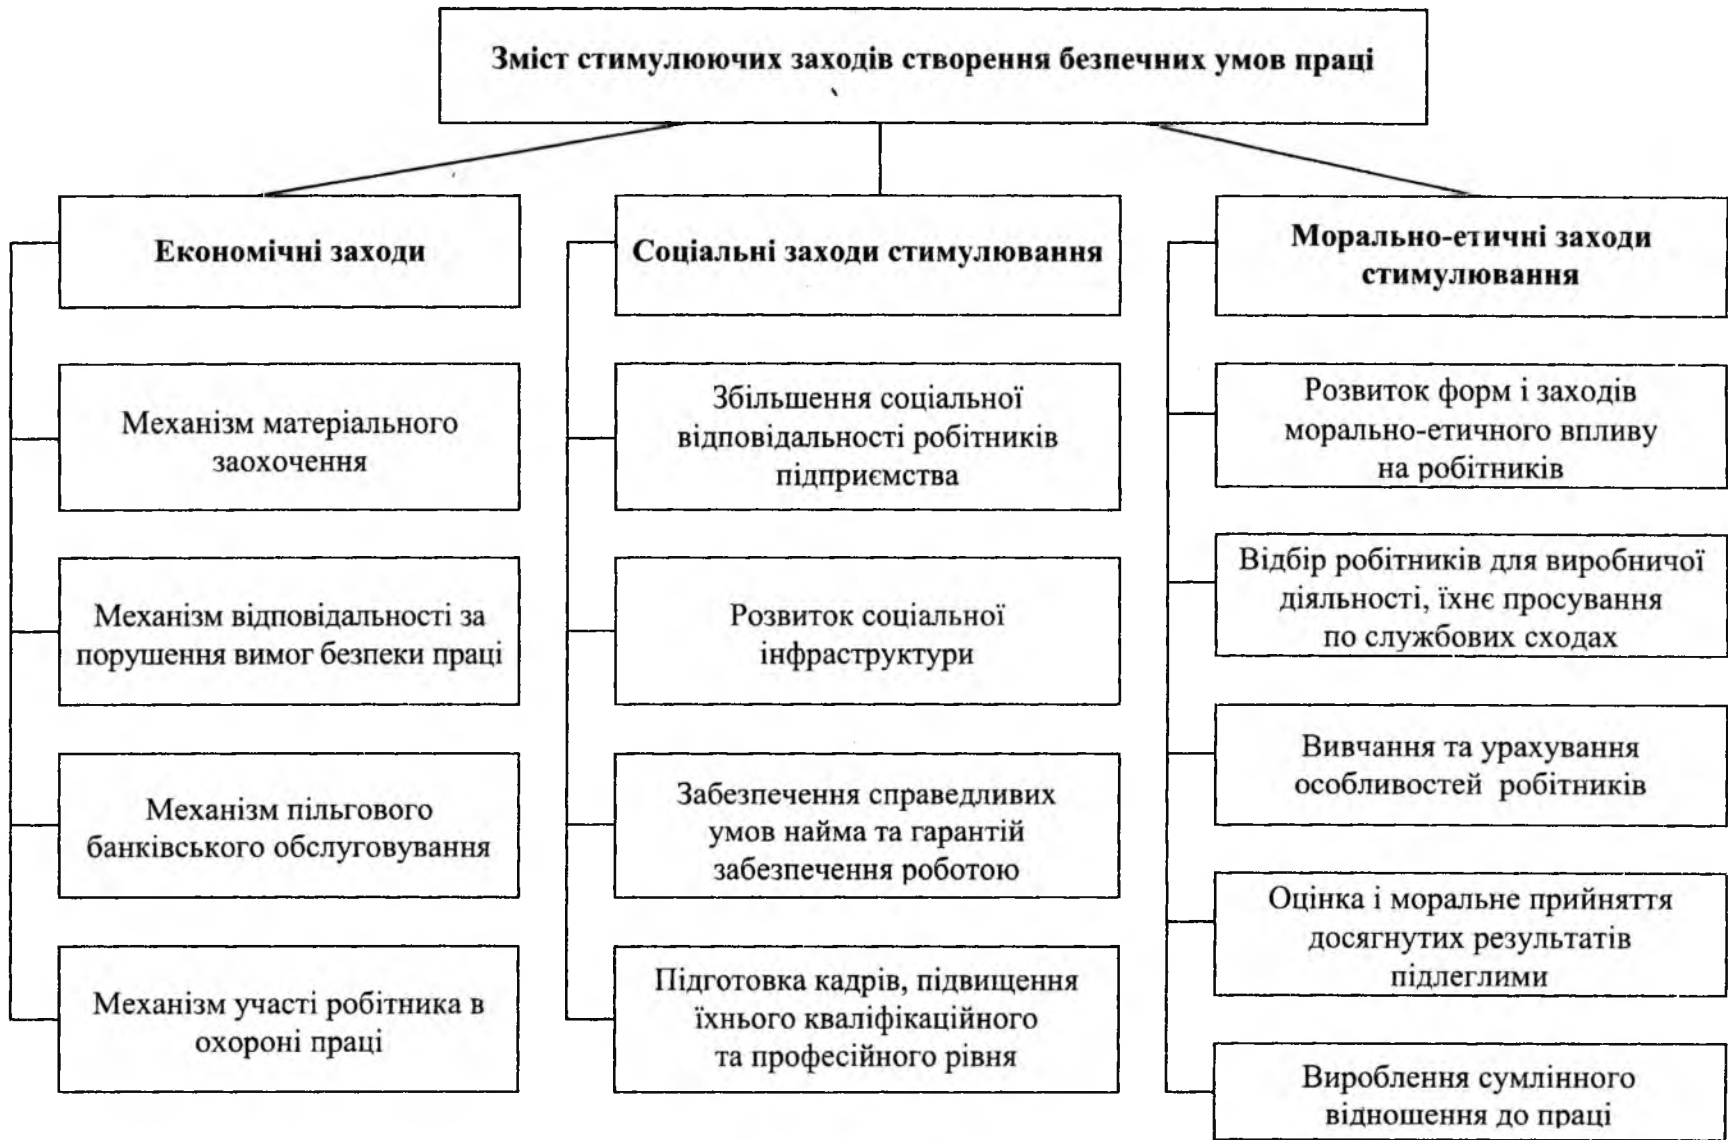 Зміст стимулюючих заходів створення безпечних умов праці
Економічні заходи
Механізм матеріального
заохочення
Механізм відповідальності за
порушення вимог безпеки праці
Механізм пільгового
банківського обслуговування
Механізм участі робітника в
охороні праці
Соціальні заходи стимулювання
Збільшення соціальної
відповідальності робітників
підприємства
Розвиток соціальної
інфраструктури
Забезпечення справедливих
умов найма та гарантій
забезпечення роботою
Підготовка кадрів, підвищення
їхнього кваліфікаційного
та професійного рівня
Морально-етичні заходи
стимулювання
Розвиток форм і заходів
морально-етичного впливу
на робітників
Відбір робітників для виробничої
діяльності, їхнє просування
по службових сходах
Вивчання та урахування
особливостей робітників
Оцінка і моральне прийняття
досягнутих результатів
підлеглими
Вироблення сумлінного
відношення до праці